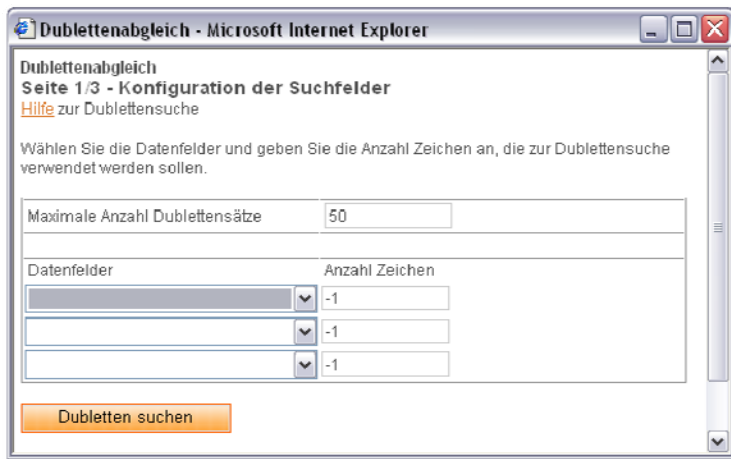 Dublettenabgleich - Microsoft Internet Explorer
Dublettenabgleich
Seite 1/3 - Konfiguration der Suchfelder
Hilfe zur Dublettensuche
Wählen Sie die Datenfelder und geben Sie die Anzahl Zeichen an, die zur Dublettensuche
verwendet werden sollen.
Maximale Anzahl Dublettensätze 50
Datenfelder Anzahl Zeichen
-1
-1
-1
Dubletten suchen